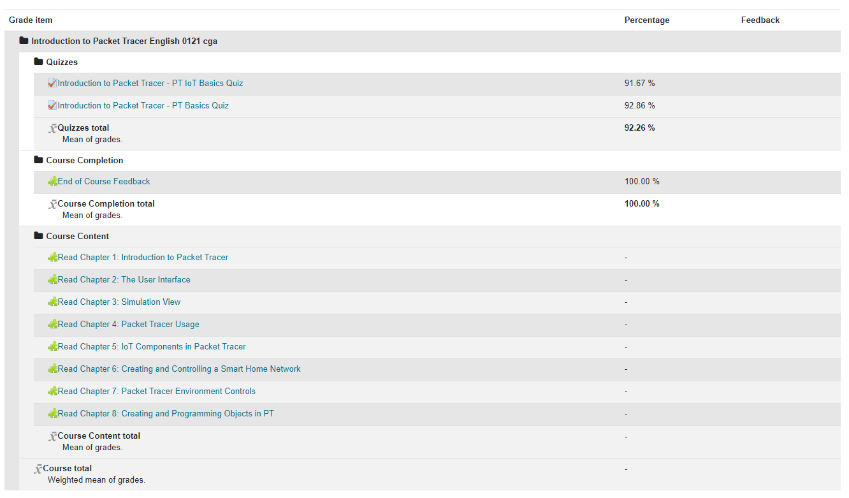 Grade item Percentage Feedback
Introduction to Packet Tracer English 0121 cga
Quizzes
Introduction to Packet Tracer - PT IoT Basics Quiz 91.67 %
Introduction to Packet Tracer - PT Basics Quiz 92.86 %
Quizzes total 92.26 %
Mean of grades.
Course Completion
End of Course Feedback 100.00 %
Course Completion total 100.00 %
Mean of grades.
Course Content
Read Chapter 1: Introduction to Packet Tracer -
Read Chapter 2: The User Interface -
Read Chapter 3: Simulation View -
Read Chapter 4: Packet Tracer Usage -
Read Chapter 5: IoT Components in Packet Tracer -
Read Chapter 6: Creating and Controlling a Smart Home Network -
Read Chapter 7: Packet Tracer Environment Controls -
Read Chapter 8: Creating and Programming Objects in PT -
Course Content total -
Mean of grades.
Course total -
Weighted mean of grades.